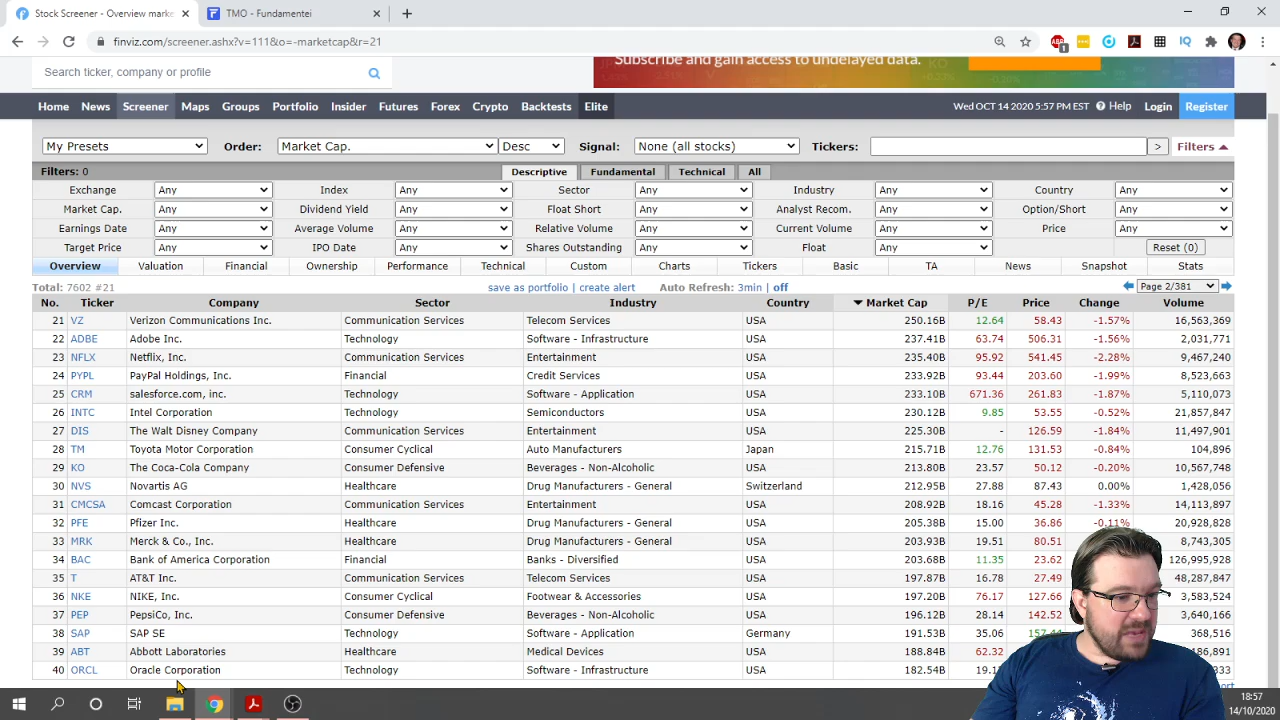 Stock Screener - Overview marke
TMO - Fundamentei
finviz.com/screener.ashx?v=111&o=-marketcap&r=21
Search ticker, company or profile
Subscribe and gain access to undelayed data.
Home News Screener Maps Groups Portfolio Insider Futures Forex Crypto Backtests Elite Wed OCT 14 2020 5:57 PM EST Help Login Register
My Presets Order: Market Cap. Desc Signal: None (all stocks) Tickers: > Filters
Filters: 0 Descriptive Fundamental Technical All
Exchange Any Index Any Sector Any Industry Any Country Any
Market Cap. Any Dividend Yield Any Float Short Any Analyst Recom. Any Option/Short Any
Earnings Date Any Average Volume Any Relative Volume Any Current Volume Any Price Any
Target Price Any IPO Date Any Shares Outstanding Any Float Any Reset (0)
Overview Valuation Financial Ownership Performance Technical Custom Charts Tickers Basic TA News Snapshot Stats
Total: 7602 #21 save as portfolio | create alert Auto Refresh: 3min | off Page 2/381
No. Ticker Company Sector Industry Country Market Cap P/E Price Change Volume
21 VZ Verizon Communications Inc. Communication Services Telecom Services USA 250.16B 12.64 58.43 -1.57% 16,563,369
22 ADBE Adobe Inc. Technology Software - Infrastructure USA 237.41B 63.74 506.31 -1.56% 2,031,771
23 NFLX Netflix, Inc. Communication Services Entertainment USA 235.40B 95.92 541.45 -2.28% 9,467,240
24 PYPL PayPal Holdings, Inc. Financial Credit Services USA 233.92B 93.44 203.60 -1.99% 8,523,663
25 CRM salesforce.com, inc. Technology Software - Application USA 233.10B 671.36 261.83 -1.87% 5,110,073
26 INTC Intel Corporation Technology Semiconductors USA 230.12B 9.85 53.55 -0.52% 21,857,847
27 DIS The Walt Disney Company Communication Services Entertainment USA 225.30B - 126.59 -1.84% 11,497,901
28 TM Toyota Motor Corporation Consumer Cyclical Auto Manufacturers Japan 215.71B 12.76 131.53 -0.84% 104,896
29 KO The Coca-Cola Company Consumer Defensive Beverages - Non-Alcoholic USA 213.80B 23.57 50.12 -0.20% 10,567,748
30 NVS Novartis AG Healthcare Drug Manufacturers - General Switzerland 212.95B 27.88 87.43 0.00% 1,428,056
31 CMCSA Comcast Corporation Communication Services Entertainment USA 208.92B 18.16 45.28 -1.33% 14,113,897
32 PFE Pfizer Inc. Healthcare Drug Manufacturers - General USA 205.38B 15.00 36.86 -0.11% 20,928,828
33 MRK Merck & Co., Inc. Healthcare Drug Manufacturers - General USA 203.93B 19.51 80.51 8,743,305
34 BAC Bank of America Corporation Financial Banks - Diversified USA 203.68B 11.35 23.62 126,995,928
35 T AT&T Inc. Communication Services Telecom Services USA 197.87B 16.78 27.49 48,287,847
36 NKE NIKE, Inc. Consumer Cyclical Footwear & Accessories USA 197.20B 76.17 127.66 3,583,524
37 PEP PepsiCo, Inc. Consumer Defensive Beverages - Non-Alcoholic USA 196.12B 28.14 142.52 3,640,166
38 SAP SAP SE Technology Software - Application Germany 191.53B 35.06 368,516
39 ABT Abbott Laboratories Healthcare Medical Devices USA 188.84B 62.32
40 ORCL Oracle Corporation Technology Software - Infrastructure USA 182.54B
18:57
14/10/2020